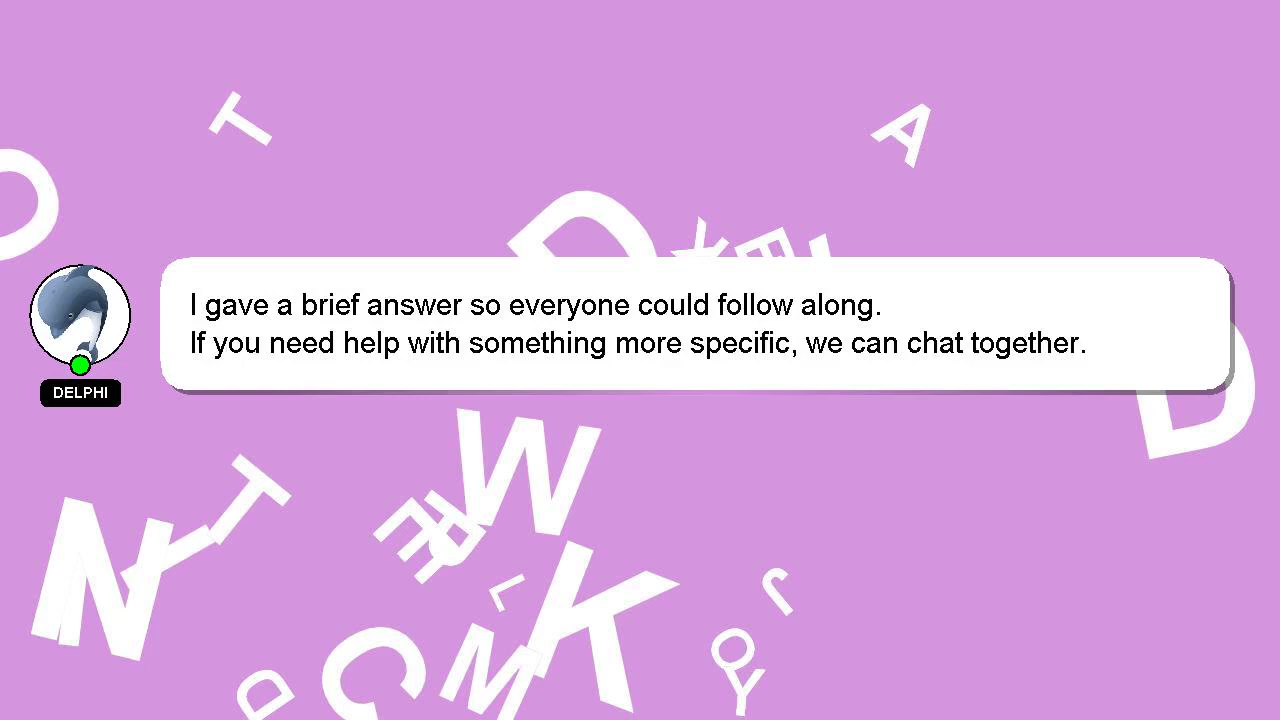 I gave a brief answer so everyone could follow along.
If you need help with something more specific, we can chat together.
DELPHI
T
A
D
K
E
D
W
T
N
E
R
L
K
J
C
M
O
Y
D